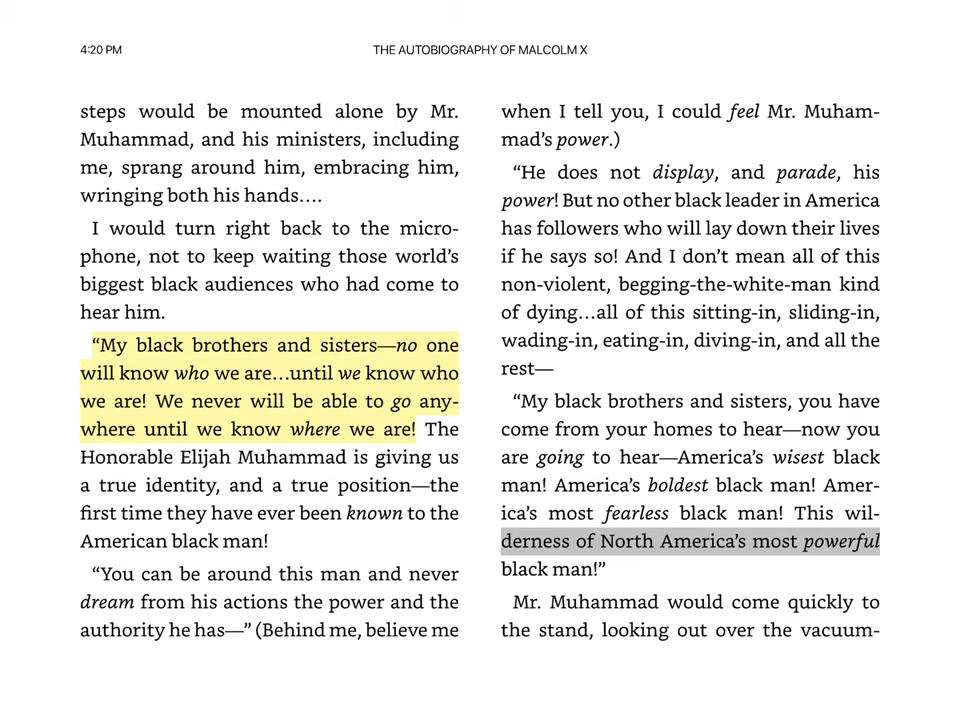 4:20 PM
THE AUTOBIOGRAPHY OF MALCOLM X
steps would be mounted alone by Mr.
Muhammad, and his ministers, including
me, sprang around him, embracing him,
wringing both his hands….
I would turn right back to the micro-
phone, not to keep waiting those world’s
biggest black audiences who had come to
hear him.
“My black brothers and sisters—no one
will know who we are…until we know who
we are! We never will be able to go any-
where until we know where we are! The
Honorable Elijah Muhammad is giving us
a true identity, and a true position—the
first time they have ever been known to the
American black man!
“You can be around this man and never
dream from his actions the power and the
authority he has—” (Behind me, believe me
when I tell you, I could feel Mr. Muham-
mad’s power.)
“He does not display, and parade, his
power! But no other black leader in America
has followers who will lay down their lives
if he says so! And I don’t mean all of this
non-violent, begging-the-white-man kind
of dying…all of this sitting-in, sliding-in,
wading-in, eating-in, diving-in, and all the
rest—
“My black brothers and sisters, you have
come from your homes to hear—now you
are going to hear—America’s wisest black
man! America’s boldest black man! Amer-
ica’s most fearless black man! This wil-
derness of North America’s most powerful
black man!”
Mr. Muhammad would come quickly to
the stand, looking out over the vacuum-